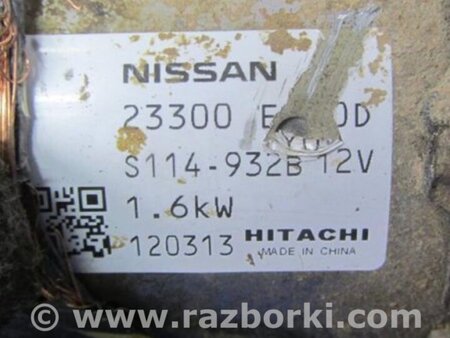 NISSAN
23300
S114-932B 12V
1.6kW
120313 HITACHI
MADE IN CHINA
© www.razborki.com